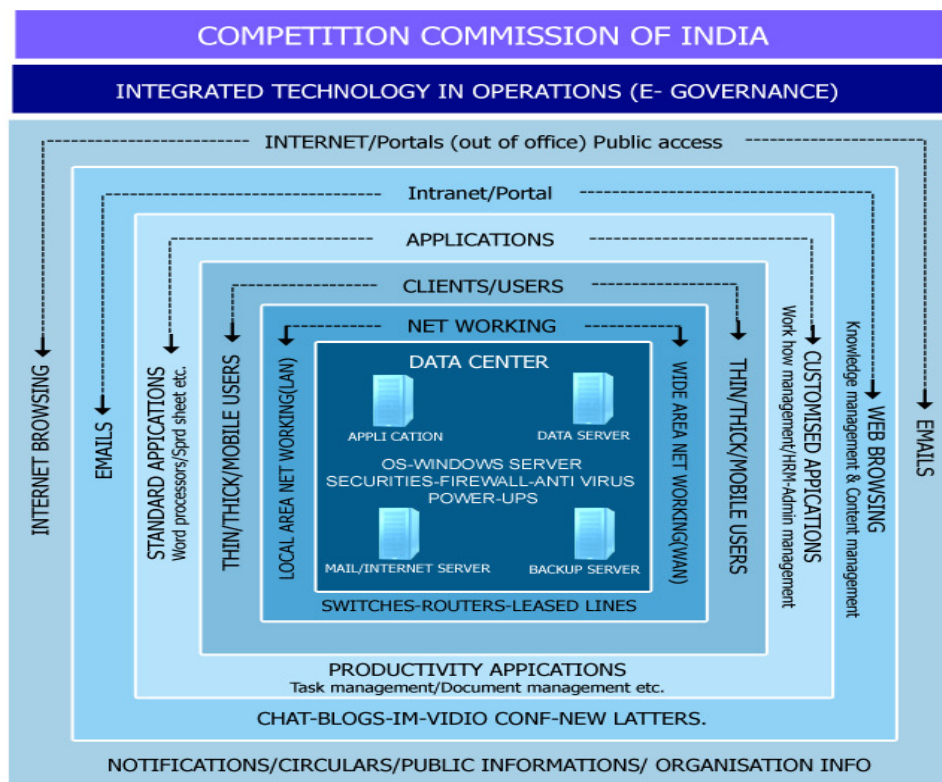 COMPETITION COMMISSION OF INDIA
INTEGRATED TECHNOLOGY IN OPERATIONS (E- GOVERNANCE)
INTERNET/Portals (out of office) Public access
Intranet/Portal
APPLICATIONS
CLIENTS/USERS
NET WORKING
DATA CENTER
APPLI CATION
DATA SERVER
OS-WINDOWS SERVER
SECURITIES-FIREWALL-ANTI VIRUS
POWER-UPS
MAIL/INTERNET SERVER
BACKUP SERVER
INTERNET BROWSING
EMAILS
STANDARD APPICATIONS
Word processors/Sprd sheet etc.
THIN/THICK/MOBILE USERS
LOCAL AREA NET WORKING(LAN)
WIDE AREA NET WORKING(WAN)
THIN/THICK/MOBILE USERS
Work how management/HRM-Admin management
CUSTOMISED APPICATIONS
Knowledge management & Content management
WEB BROWSING
EMAILS
SWITCHES-ROUTERS-LEASED LINES
PRODUCTIVITY APPICATIONS
Task management/Document management etc.
CHAT-BLOGS-IM-VIDIO CONF-NEW LATTERS.
NOTIFICATIONS/CIRCULARS/PUBLIC INFORMATIONS/ ORGANISATION INFO